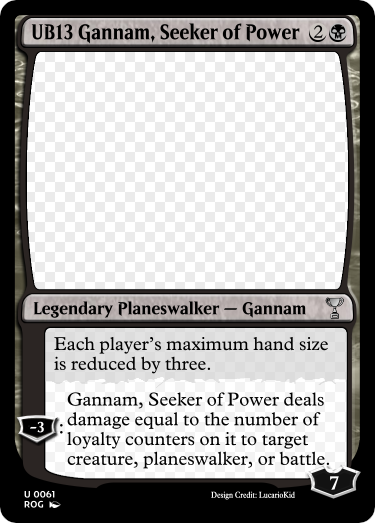 UB13 Gannam, Seeker of Power 2
Legendary Planeswalker — Gannam
Each player's maximum hand size
is reduced by three.
-3: Gannam, Seeker of Power deals
damage equal to the number of
loyalty counters on it to target
creature, planeswalker, or battle.
7
U 0061
ROG
Design Credit: LucarioKid